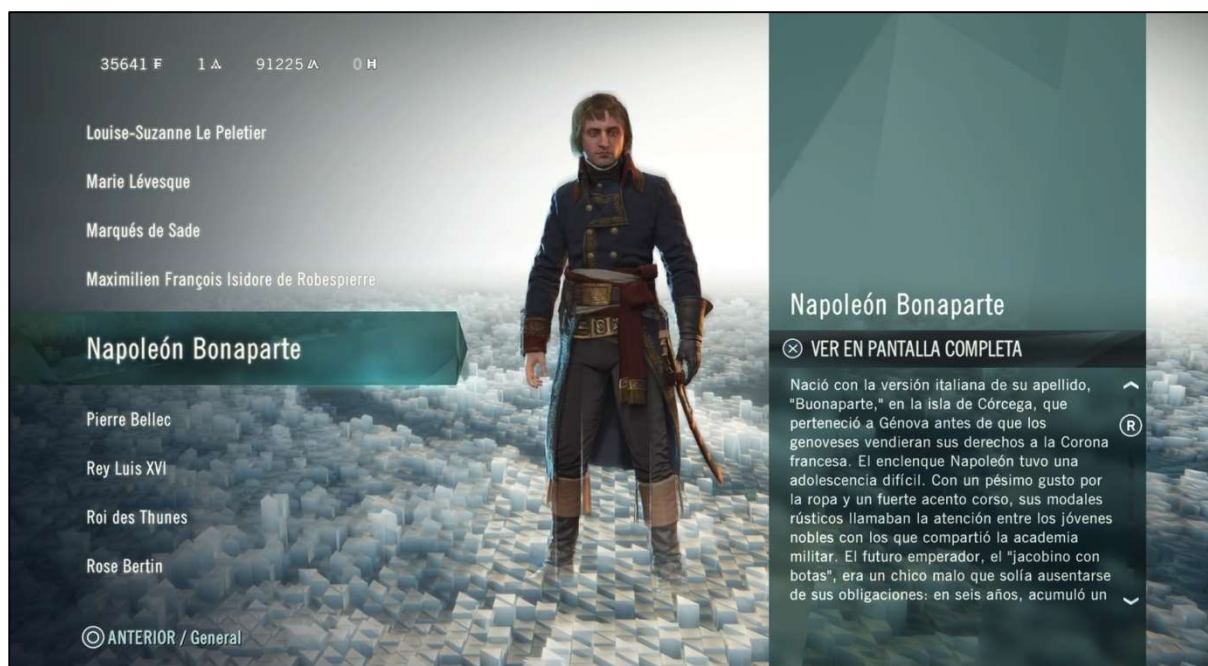 35641 F 1 A 91225 A 0 H
Louise-Suzanne Le Peletier
Marie Lévesque
Marqués de Sade
Maximilien François Isidore de Robespierre
Napoleón Bonaparte
Pierre Bellec
Rey Luis XVI
Roi des Thunes
Rose Bertin
ANTERIOR / General
Napoleón Bonaparte
VER EN PANTALLA COMPLETA
Nació con la versión italiana de su apellido,
"Buonaparte," en la isla de Córcega, que
perteneció a Génova antes de que los
genoveses vendieran sus derechos a la Corona
francesa. El enclenque Napoleón tuvo una
adolescencia difícil. Con un pésimo gusto por
la ropa y un fuerte acento corso, sus modales
rústicos llamaban la atención entre los jóvenes
nobles con los que compartió la academia
militar. El futuro emperador, el "jacobino con
botas", era un chico malo que solía ausentarse
de sus obligaciones: en seis años, acumuló un
R